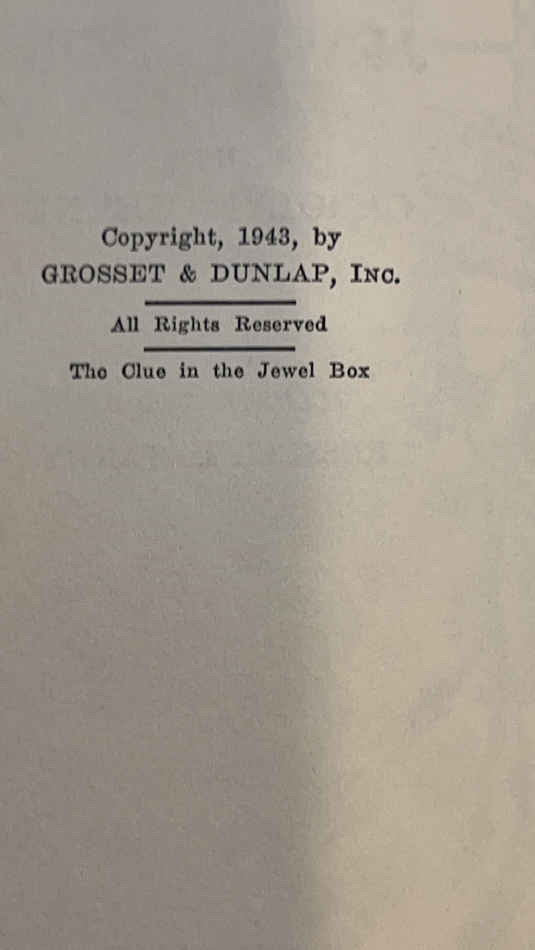 Copyright, 1943, by
GROSSET & DUNLAP, INC.
All Rights Reserved
The Clue in the Jewel Box